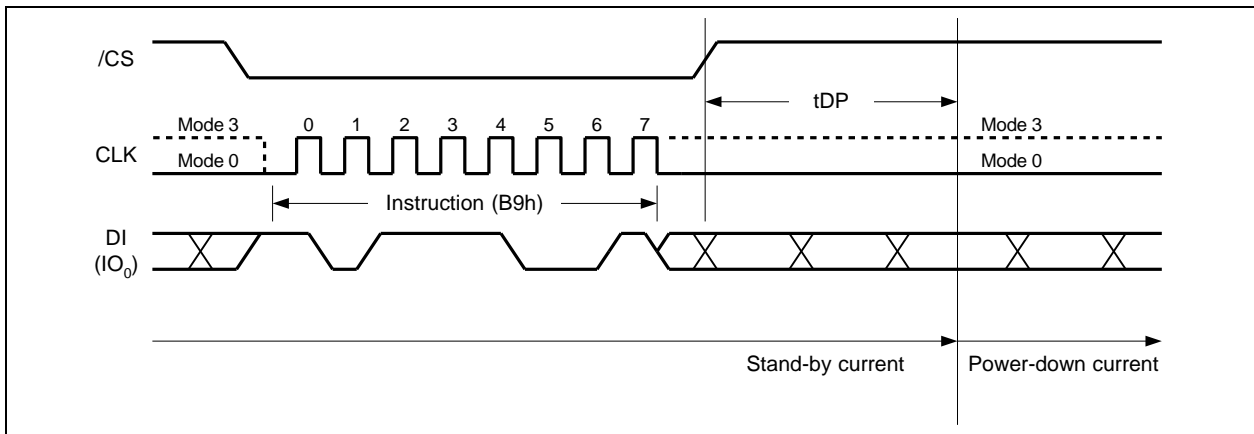 /CS
tDP
Mode 3
0 1 2 3 4 5 6 7
Mode 3
CLK
Mode 0
Mode 0
Instruction (B9h)
DI
(IO₀)
Stand-by current
Power-down current